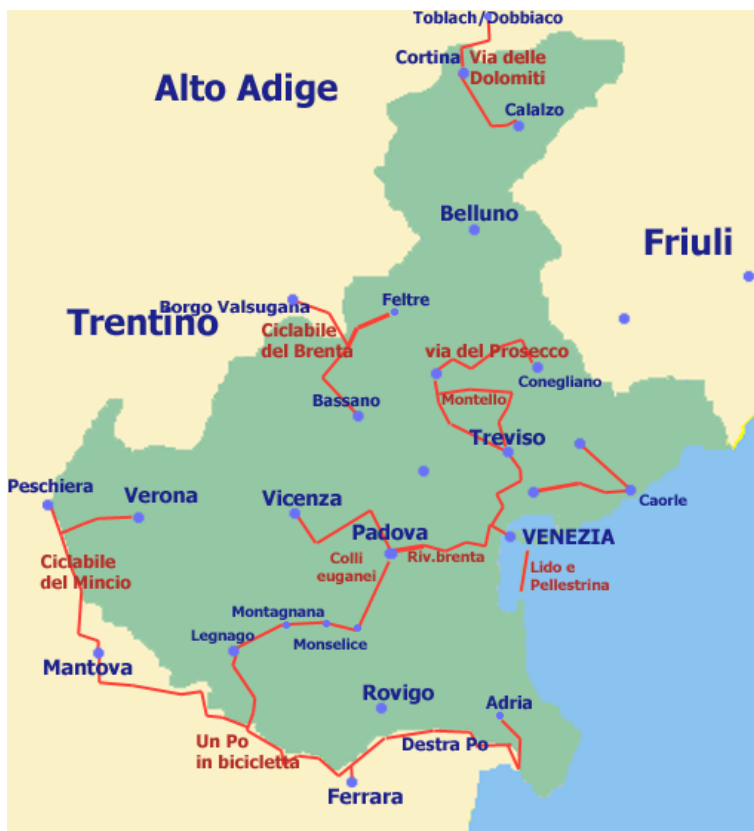 Toblach/Dobbiaco
Cortina
Via delle
Dolomiti
Alto Adige
Calalzo
Belluno
Friuli
Borgo Valsugana
Feltre
Trentino
Ciclabile
del Brenta
via del Prosecco
Conegliano
Bassano
Montello
Treviso
Peschiera
Verona
Vicenza
Caorle
Padova
VENEZIA
Ciclabile
del Mincio
Colli
euganei
Riv.brenta
Lido e
Pellestrina
Montagnana
Legnago
Monselice
Mantova
Rovigo
Adria
Un Po
in bicicletta
Destra Po
Ferrara